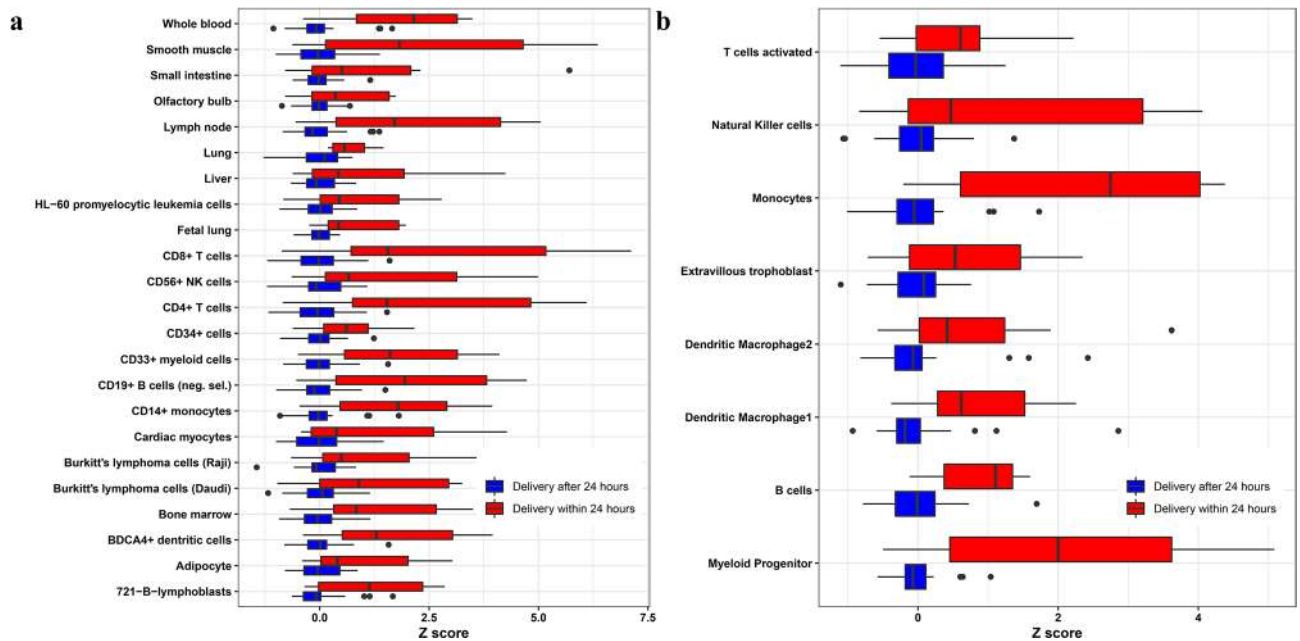 a
Whole blood
Smooth muscle
Small intestine
Olfactory bulb
Lymph node
Lung
Liver
HL−60 promyelocytic leukemia cells
Fetal lung
CD8+ T cells
CD56+ NK cells
CD4+ T cells
CD34+ cells
CD33+ myeloid cells
CD19+ B cells (neg. sel.)
CD14+ monocytes
Cardiac myocytes
Burkitt's lymphoma cells (Raji)
Burkitt's lymphoma cells (Daudi)
Bone marrow
BDCA4+ dentritic cells
Adipocyte
721−B−lymphoblasts
Delivery after 24 hours
Delivery within 24 hours
0.0 2.5 5.0 7.5
Z score
b
T cells activated
Natural Killer cells
Monocytes
Extravillous trophoblast
Dendritic Macrophage2
Dendritic Macrophage1
B cells
Myeloid Progenitor
Delivery after 24 hours
Delivery within 24 hours
0 2 4
Z score